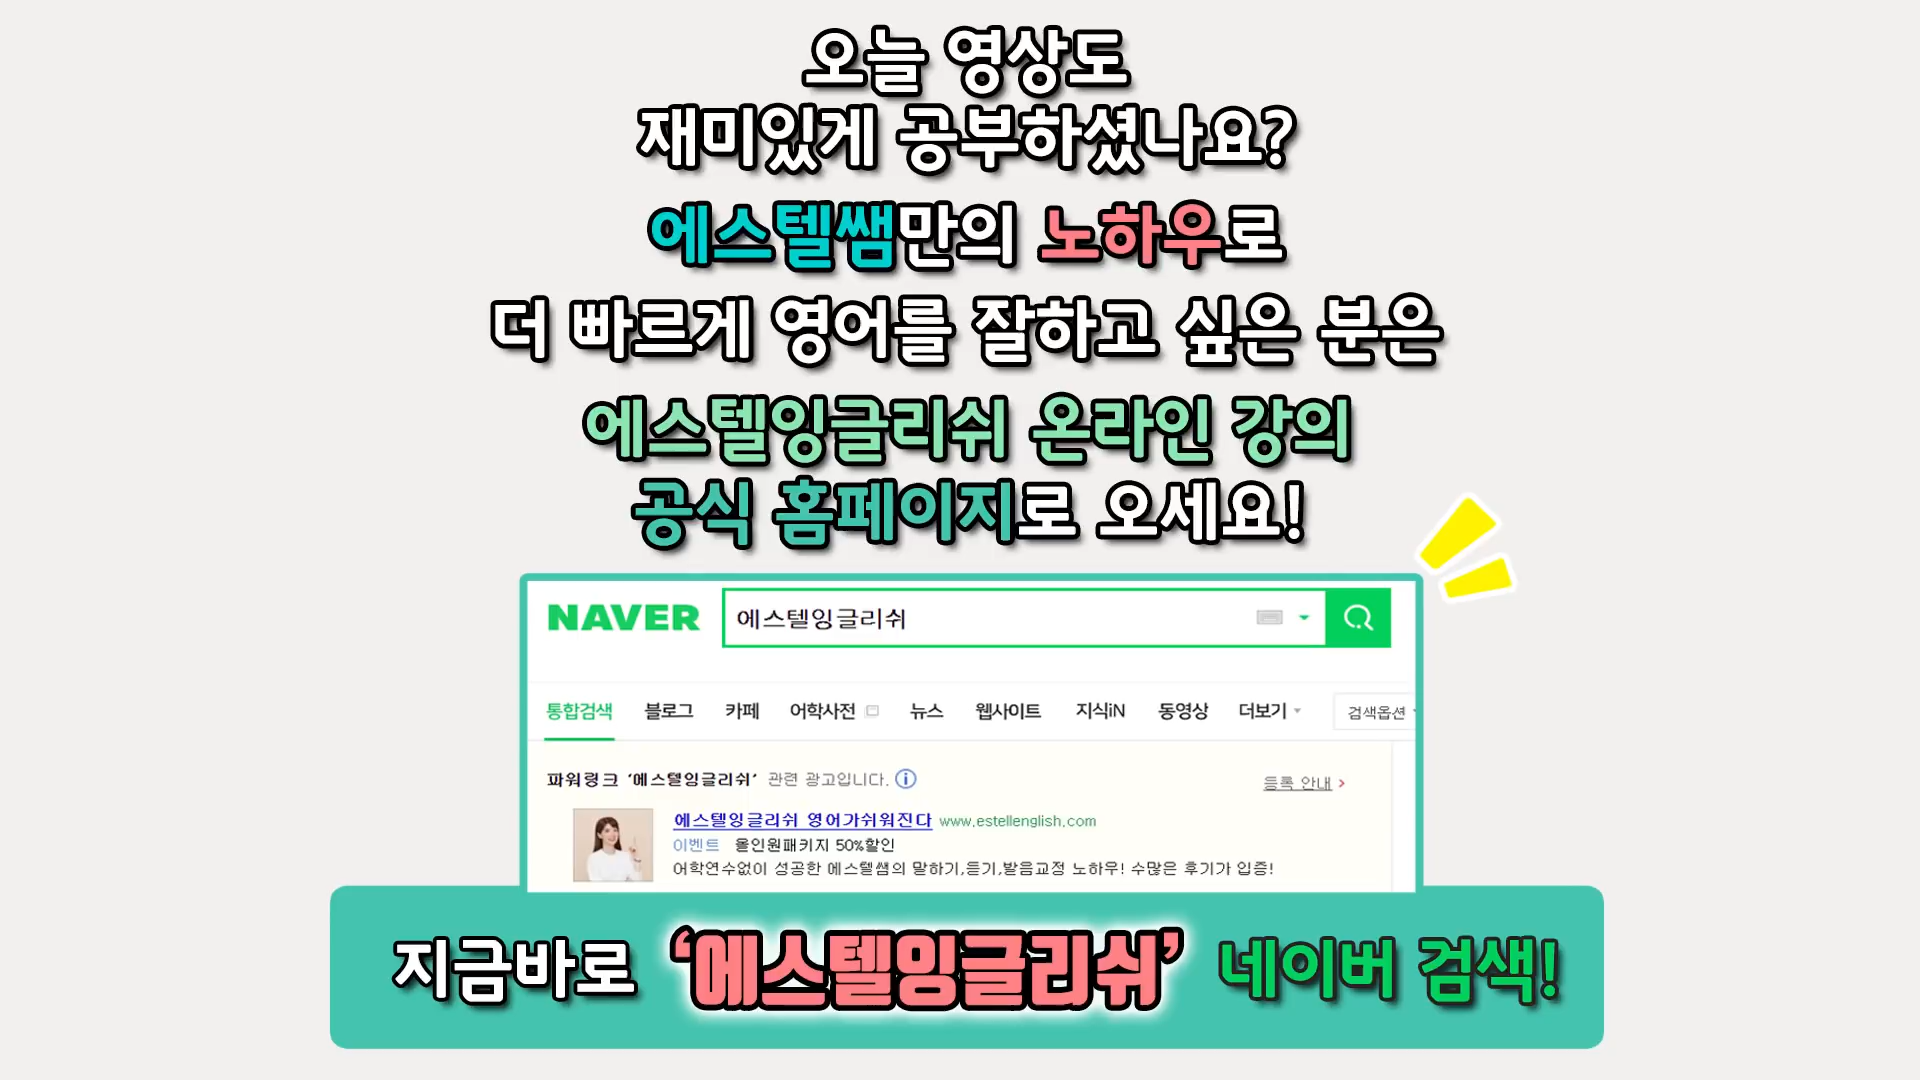 오늘 영상도
재미있게 공부하셨나요?
에스텔쌤만의 노하우로
더 빠르게 영어를 잘하고 싶은 분은
에스텔잉글리쉬 온라인 강의
공식 홈페이지로 오세요!
NAVER 에스텔잉글리쉬
통합검색 블로그 카페 어학사전 뉴스 웹사이트 지식iN 동영상 더보기 검색옵션
파워링크 '에스텔잉글리쉬' 관련 광고입니다. 등록 안내 >
에스텔잉글리쉬 영어가쉬워진다 www.estellenglish.com
이벤트 올인원패키지 50%할인
어학연수없이 성공한 에스텔쌤의 말하기,듣기,발음교정 노하우! 수많은 후기가 입증!
지금바로 '에스텔잉글리쉬' 네이버 검색!